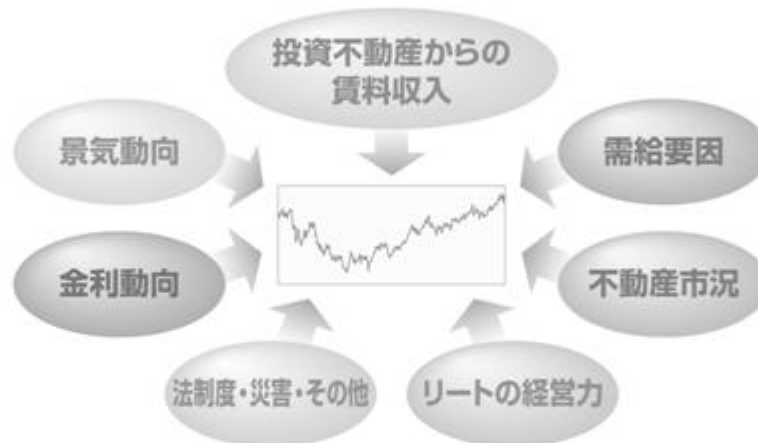 投資不動産からの
賃料収入
景気動向
需給要因
金利動向
不動産市況
法制度・災害・その他
リートの経営力